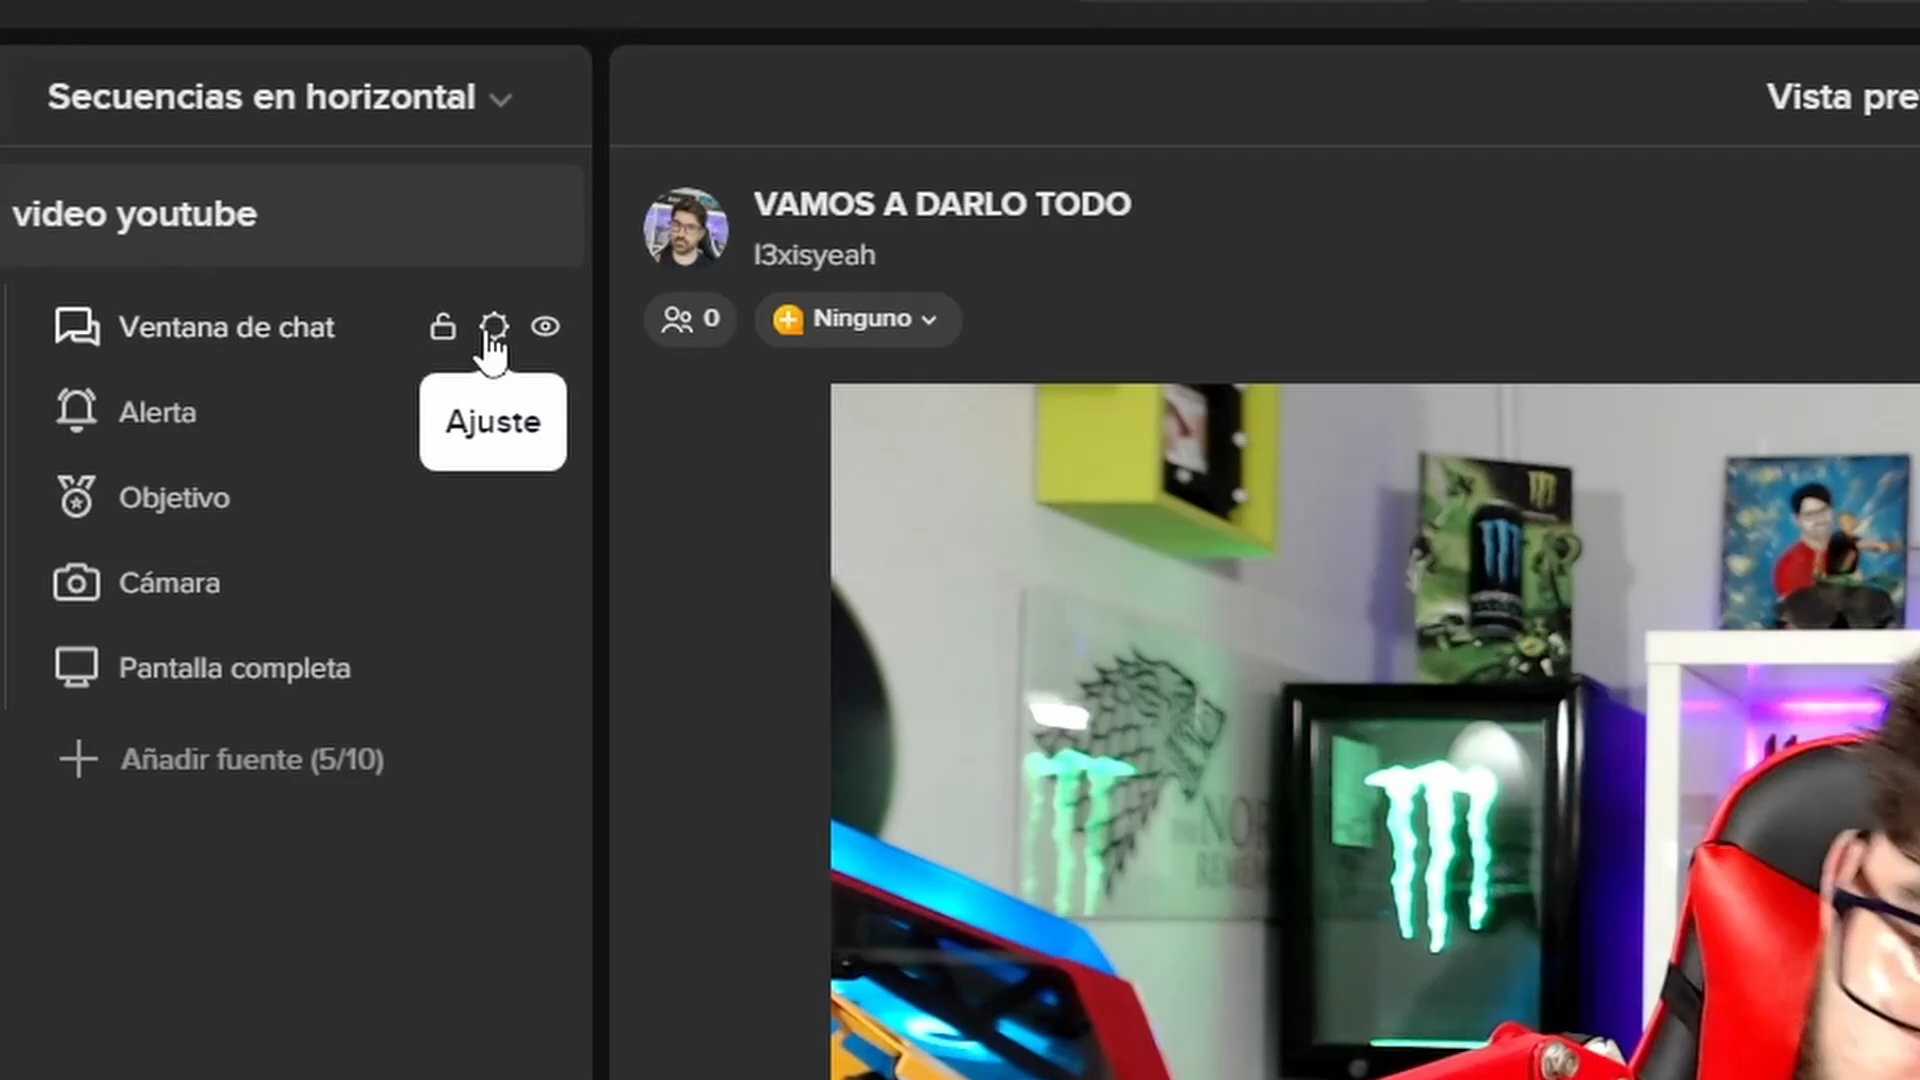 Secuencias en horizontal
Vista pre
video youtube
VAMOS A DARLO TODO
l3xisyeah
0
Ninguno
Ventana de chat
Ajuste
Alerta
Objetivo
Cámara
Pantalla completa
Añadir fuente (5/10)